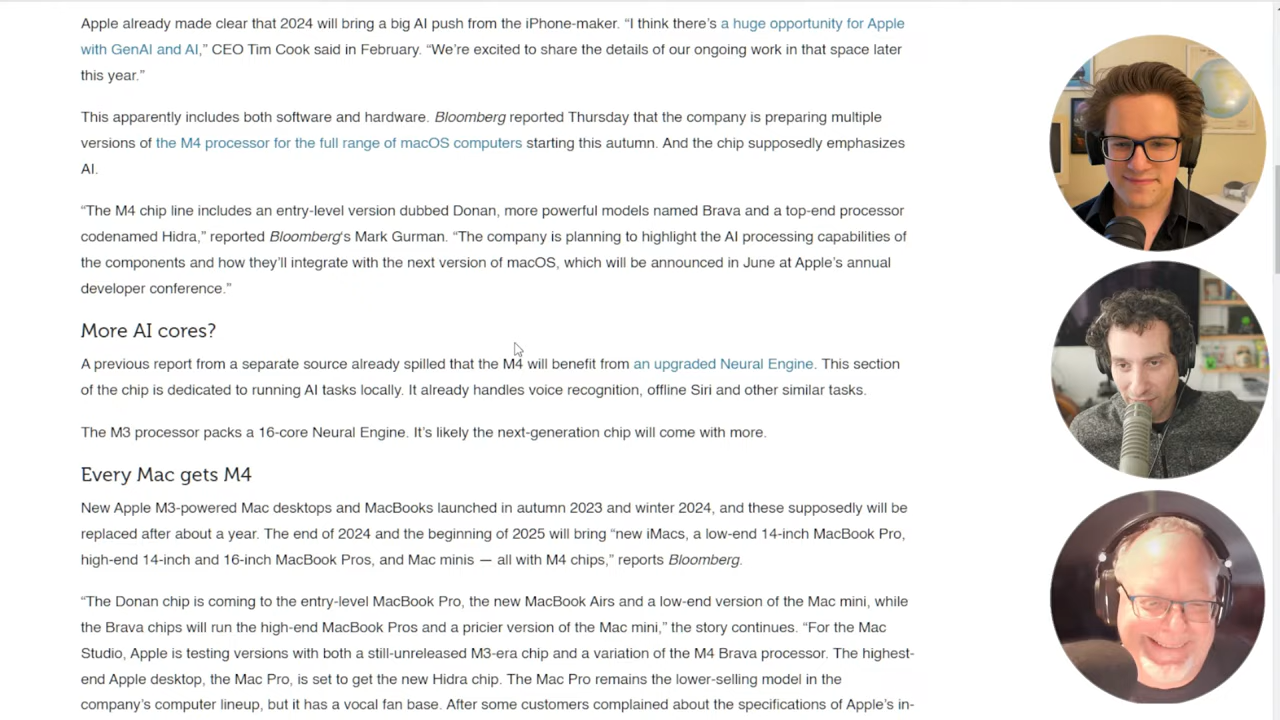 Apple already made clear that 2024 will bring a big AI push from the iPhone-maker. “I think there’s a huge opportunity for Apple
with GenAI and AI,” CEO Tim Cook said in February. “We’re excited to share the details of our ongoing work in that space later
this year.”
This apparently includes both software and hardware. Bloomberg reported Thursday that the company is preparing multiple
versions of the M4 processor for the full range of macOS computers starting this autumn. And the chip supposedly emphasizes
AI.
“The M4 chip line includes an entry-level version dubbed Donan, more powerful models named Brava and a top-end processor
codenamed Hidra,” reported Bloomberg‘s Mark Gurman. “The company is planning to highlight the AI processing capabilities of
the components and how they’ll integrate with the next version of macOS, which will be announced in June at Apple’s annual
developer conference.”
More AI cores?
A previous report from a separate source already spilled that the M4 will benefit from an upgraded Neural Engine. This section
of the chip is dedicated to running AI tasks locally. It already handles voice recognition, offline Siri and other similar tasks.
The M3 processor packs a 16-core Neural Engine. It’s likely the next-generation chip will come with more.
Every Mac gets M4
New Apple M3-powered Mac desktops and MacBooks launched in autumn 2023 and winter 2024, and these supposedly will be
replaced after about a year. The end of 2024 and the beginning of 2025 will bring “new iMacs, a low-end 14-inch MacBook Pro,
high-end 14-inch and 16-inch MacBook Pros, and Mac minis — all with M4 chips,” reports Bloomberg.
“The Donan chip is coming to the entry-level MacBook Pro, the new MacBook Airs and a low-end version of the Mac mini, while
the Brava chips will run the high-end MacBook Pros and a pricier version of the Mac mini,” the story continues. “For the Mac
Studio, Apple is testing versions with both a still-unreleased M3-era chip and a variation of the M4 Brava processor. The highest-
end Apple desktop, the Mac Pro, is set to get the new Hidra chip. The Mac Pro remains the lower-selling model in the
company’s computer lineup, but it has a vocal fan base. After some customers complained about the specifications of Apple’s in-